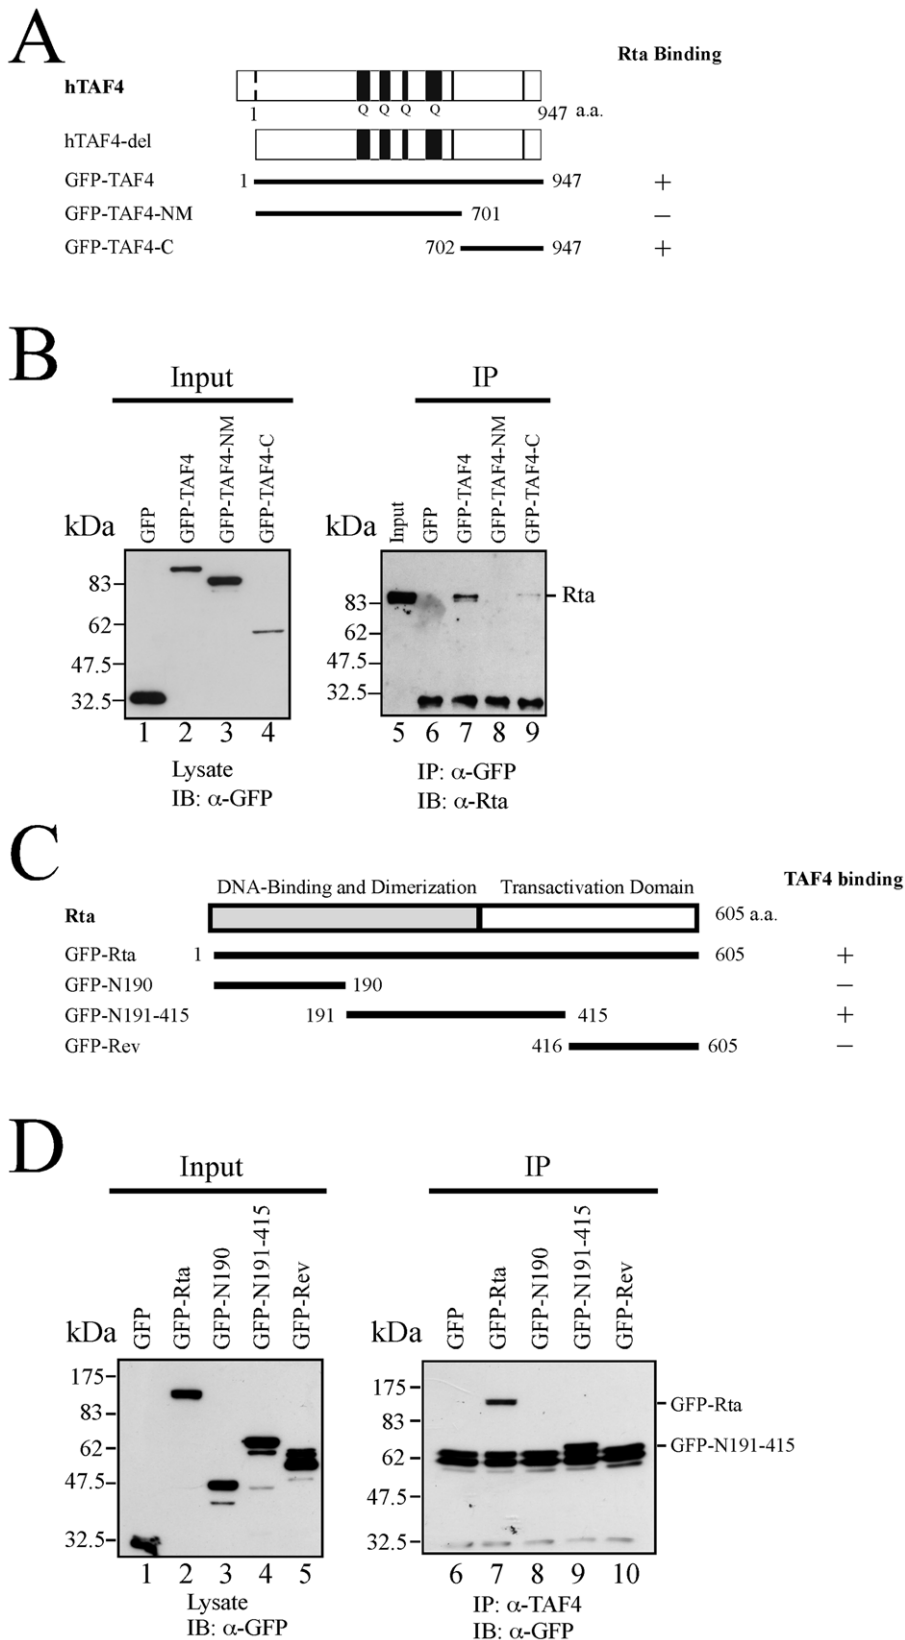 A
Rta Binding
hTAF4
Q Q Q Q
1 947 a.a.
hTAF4-del
GFP-TAF4 1 947 +
GFP-TAF4-NM 701 −
GFP-TAF4-C 702 947 +
B
Input IP
GFP GFP-TAF4 GFP-TAF4-NM GFP-TAF4-C Input GFP GFP-TAF4 GFP-TAF4-NM GFP-TAF4-C
kDa kDa
83 83 Rta
62 62
47.5 47.5
32.5 32.5
1 2 3 4 5 6 7 8 9
Lysate IP: α-GFP
IB: α-GFP IB: α-Rta
C
DNA-Binding and Dimerization Transactivation Domain TAF4 binding
Rta 605 a.a.
GFP-Rta 1 605 +
GFP-N190 190 −
GFP-N191-415 191 415 +
GFP-Rev 416 605 −
D
Input IP
GFP GFP-Rta GFP-N190 GFP-N191-415 GFP-Rev GFP GFP-Rta GFP-N190 GFP-N191-415 GFP-Rev
kDa kDa
175 175 GFP-Rta
83 83
62 62 GFP-N191-415
47.5 47.5
32.5 32.5
1 2 3 4 5 6 7 8 9 10
Lysate IP: α-TAF4
IB: α-GFP IB: α-GFP